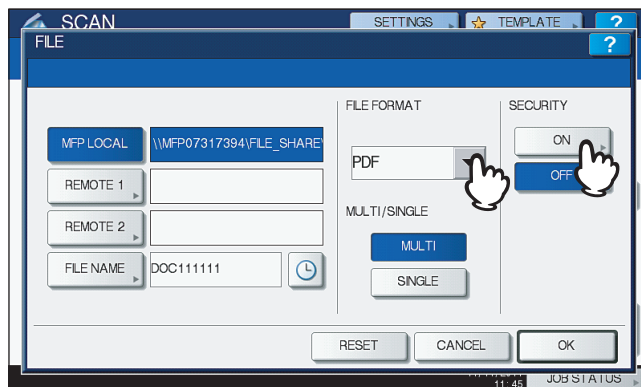 SCAN
SETTINGS
TEMPLATE
?
FILE
?
FILE FORMAT
SECURITY
MFP LOCAL
\\MFP07317394\FILE_SHARE\
PDF
ON
OFF
REMOTE 1
REMOTE 2
MULTI/SINGLE
MULTI
FILE NAME
DOC111111
SINGLE
RESET
CANCEL
OK
11:45
JOB STATUS